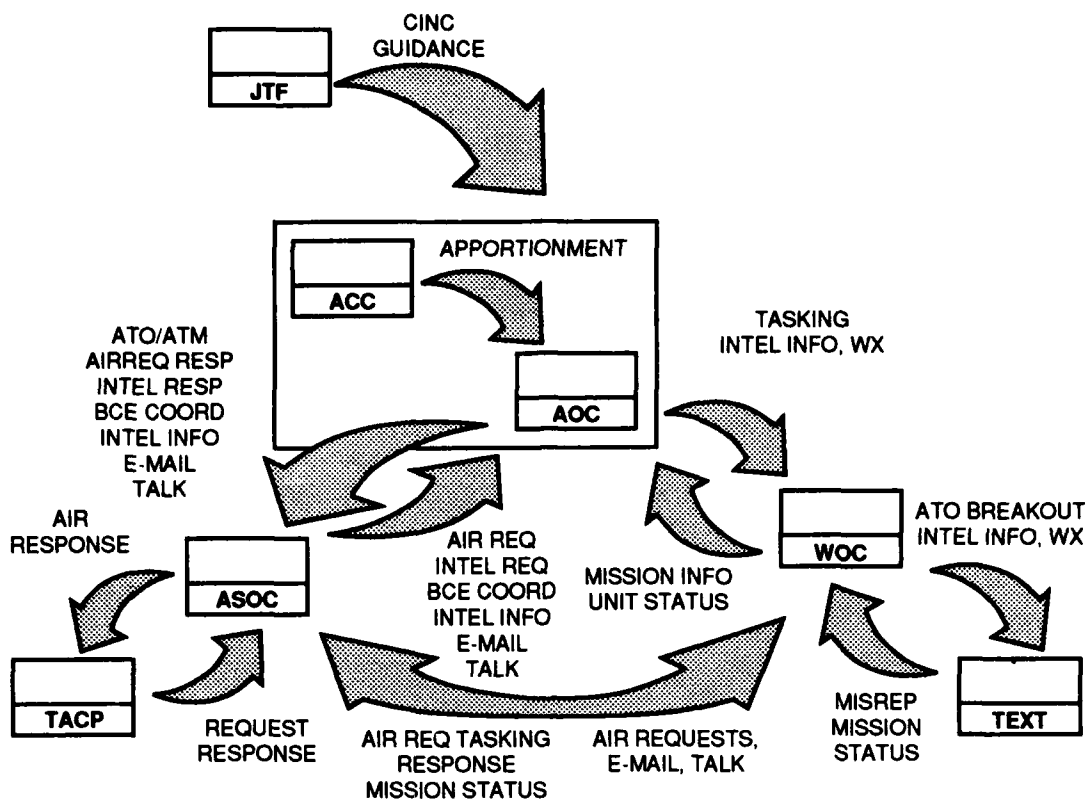 CINC
GUIDANCE
JTF
APPORTIONMENT
ACC
AOC
TASKING
INTEL INFO, WX
ATO/ATM
AIRREQ RESP
INTEL RESP
BCE COORD
INTEL INFO
E-MAIL
TALK
AIR
RESPONSE
ASOC
AIR REQ
INTEL REQ
BCE COORD
INTEL INFO
E-MAIL
TALK
MISSION INFO
UNIT STATUS
WOC
ATO BREAKOUT
INTEL INFO, WX
TACP
REQUEST
RESPONSE
AIR REQ TASKING
RESPONSE
MISSION STATUS
AIR REQUESTS,
E-MAIL, TALK
MISREP
MISSION
STATUS
TEXT